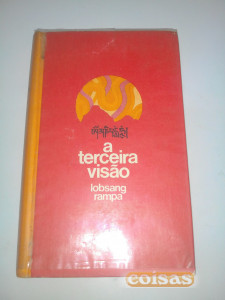 a
terceira
visão
lobsang
rampa
coisas